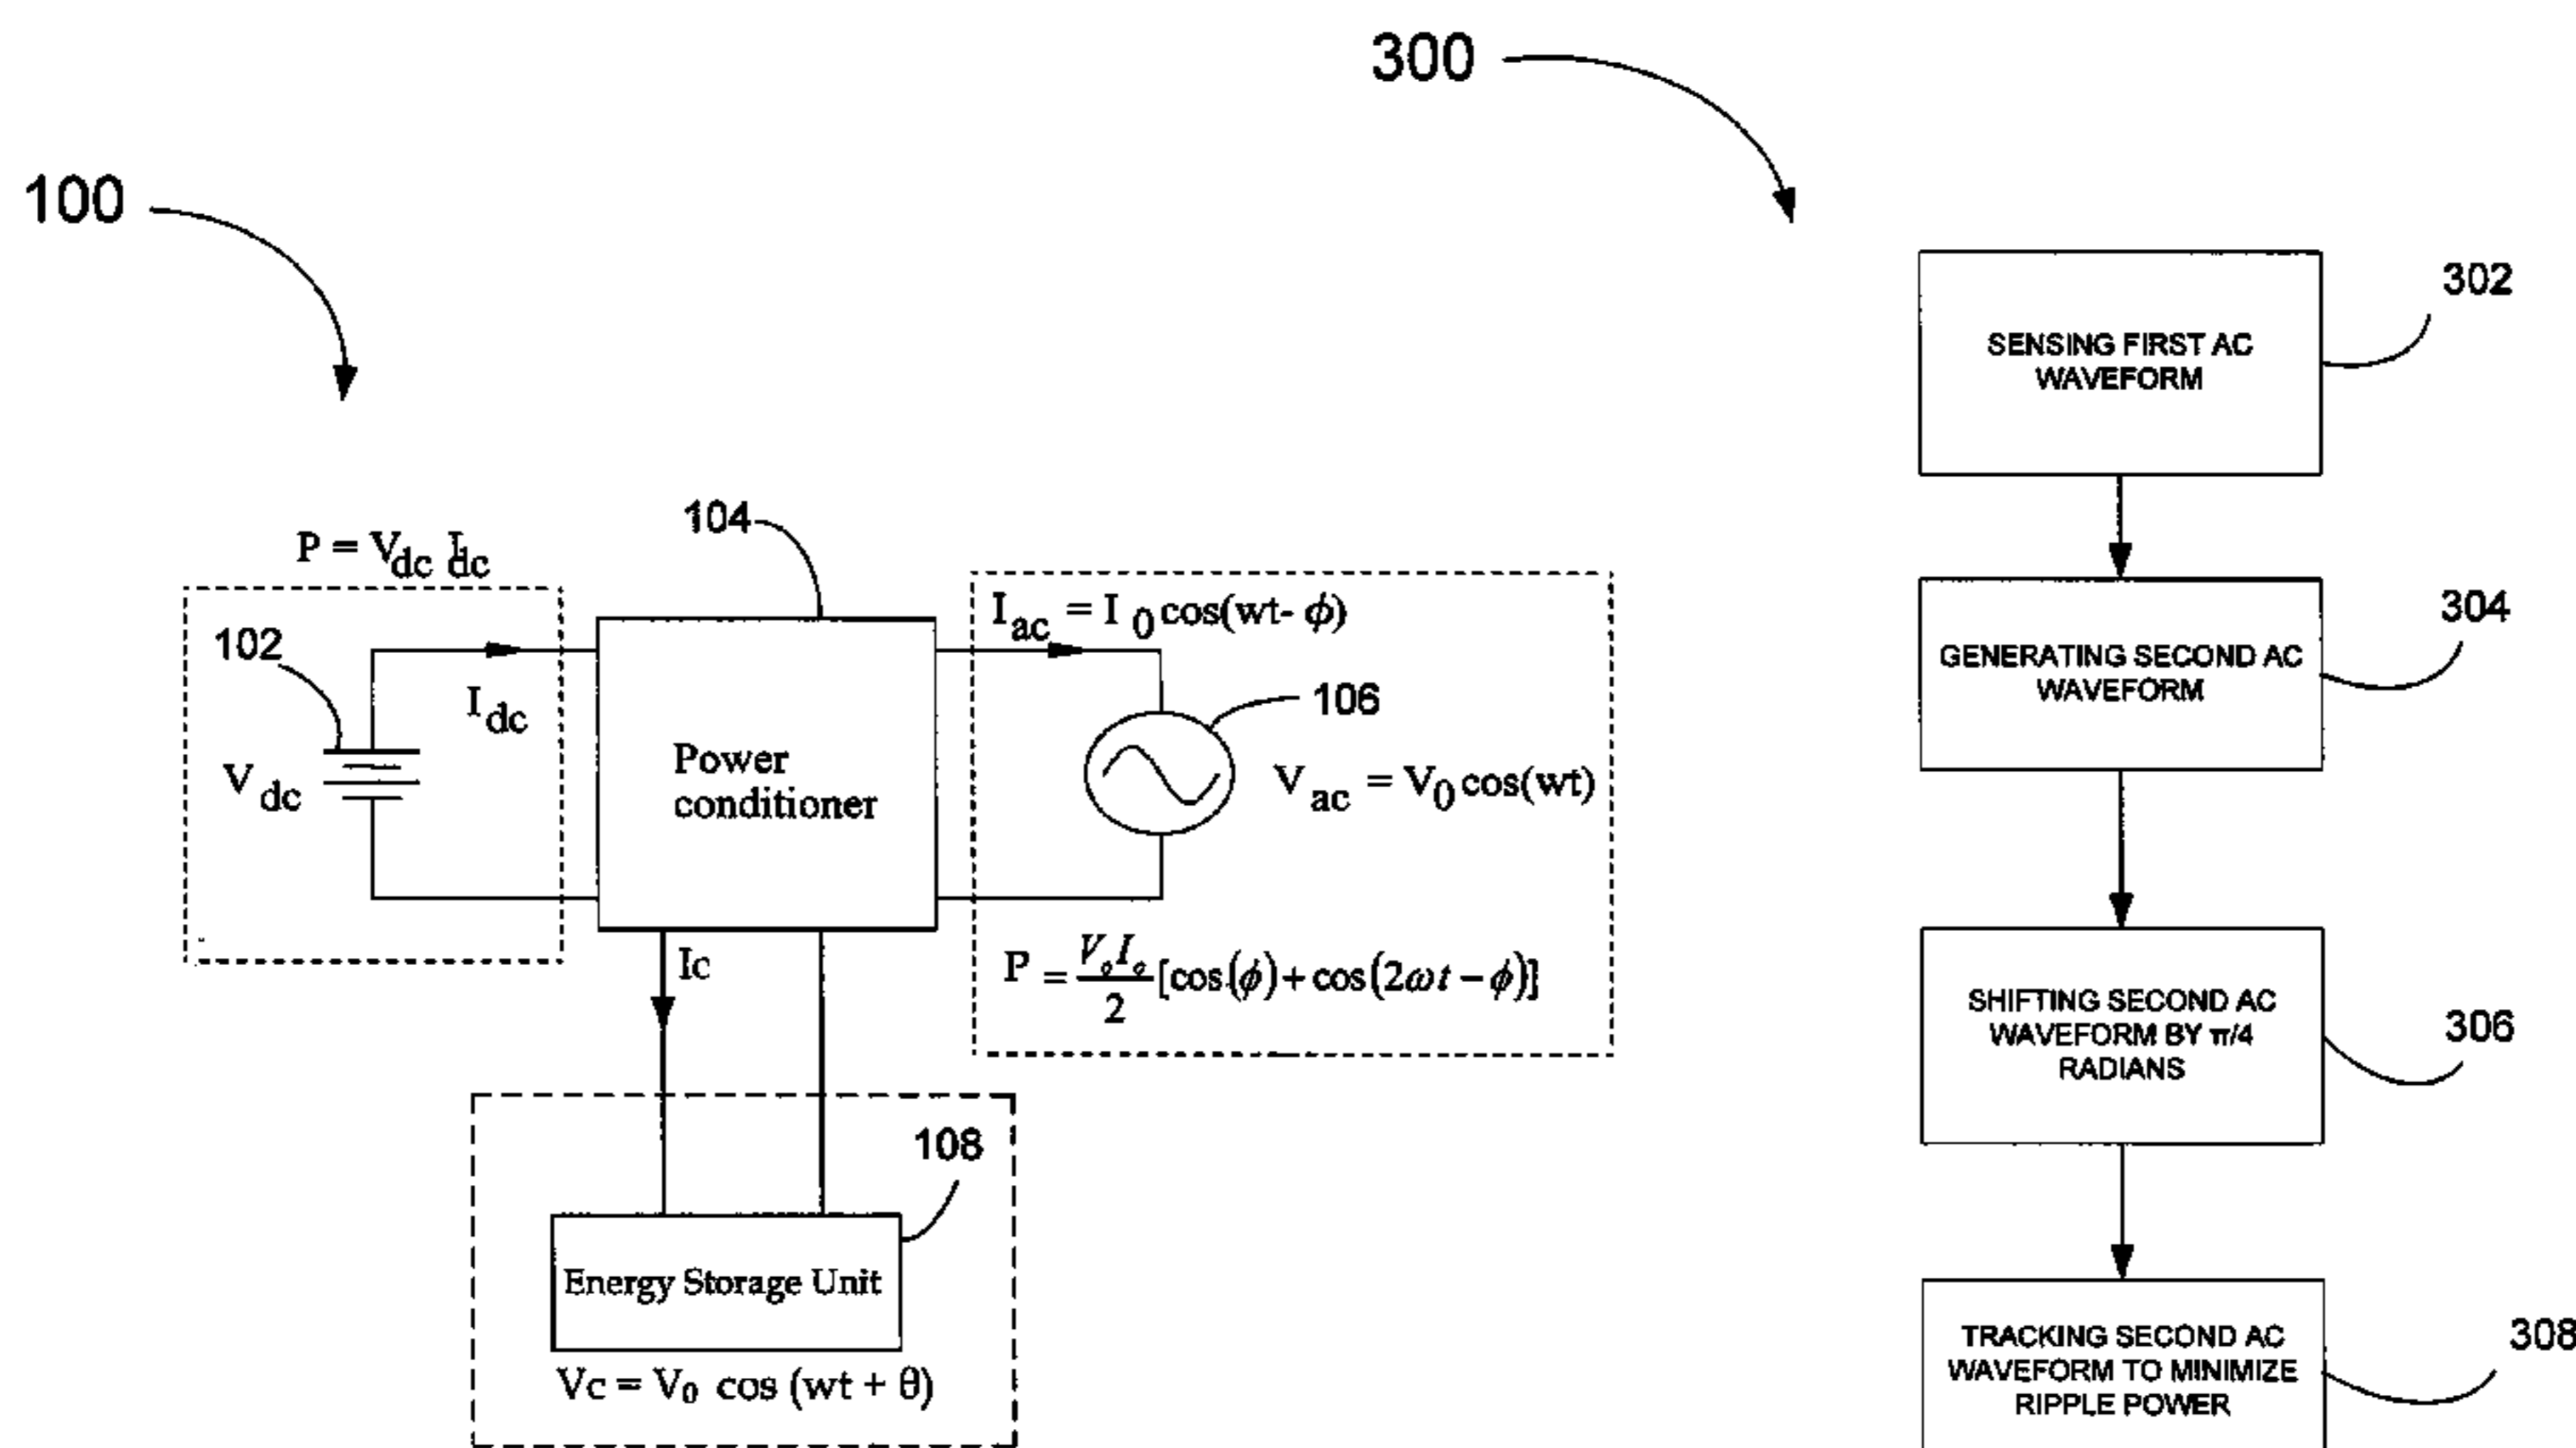 100
P = Vdc Idc
102
Vdc
Idc
104
Power
conditioner
Iac = I0 cos(wt- ϕ)
106
Vac = V0 cos(wt)
P = VoIo/2 [cos(ϕ)+cos(2ωt−ϕ)]
Ic
108
Energy Storage Unit
Vc = V0 cos (wt + θ)
300
302
SENSING FIRST AC
WAVEFORM
304
GENERATING SECOND AC
WAVEFORM
306
SHIFTING SECOND AC
WAVEFORM BY π/4
RADIANS
308
TRACKING SECOND AC
WAVEFORM TO MINIMIZE
RIPPLE POWER